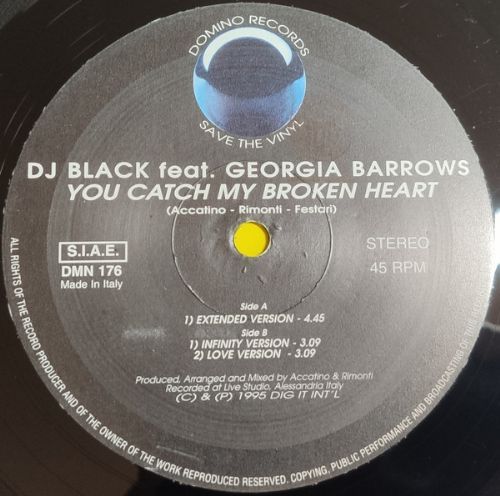 DOMINO RECORDS
SAVE THE VINYL
DJ BLACK feat. GEORGIA BARROWS
YOU CATCH MY BROKEN HEART
(Accatino - Rimonti - Festari)
S.I.A.E.
DMN 176
Made in Italy
STEREO
45 RPM
Side A
1) EXTENDED VERSION - 4.45
Side B
1) INFINITY VERSION - 3.09
2) LOVE VERSION - 3.09
Produced, Arranged and Mixed by Accatino & Rimonti
Recorded at Live Studio, Alessandria Italy
(C) & (P) 1995 DIG IT INT'L
ALL RIGHTS OF THE RECORD PRODUCER AND OF THE OWNER OF THE WORK REPRODUCED RESERVED. COPYING, PUBLIC PERFORMANCE AND BROADCASTING OF